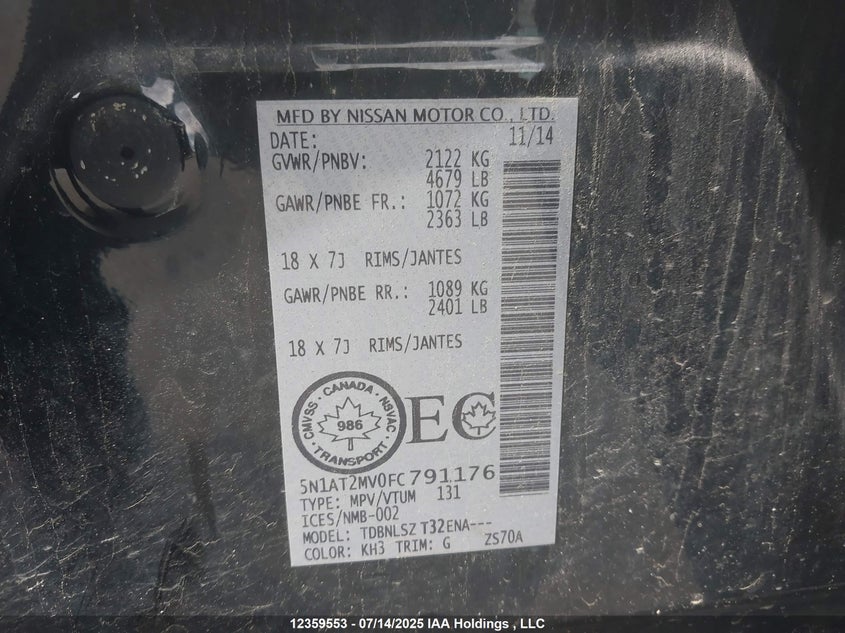 MFD BY NISSAN MOTOR CO., LTD.
DATE: 11/14
GVWR/PNBV: 2122 KG
4679 LB
GAWR/PNBE FR.: 1072 KG
2363 LB
18 X 7J RIMS/JANTES
GAWR/PNBE RR.: 1089 KG
2401 LB
18 X 7J RIMS/JANTES
CMVSS · CANADA · NSVAC · TRANSPORT ·
986
EC
5N1AT2MV0FC791176
TYPE: MPV/VTUM 131
ICES/NMB-002
MODEL: TDBNLSZ T32ENA---
COLOR: KH3 TRIM: G ZS70A
12359553 - 07/14/2025 IAA Holdings , LLC